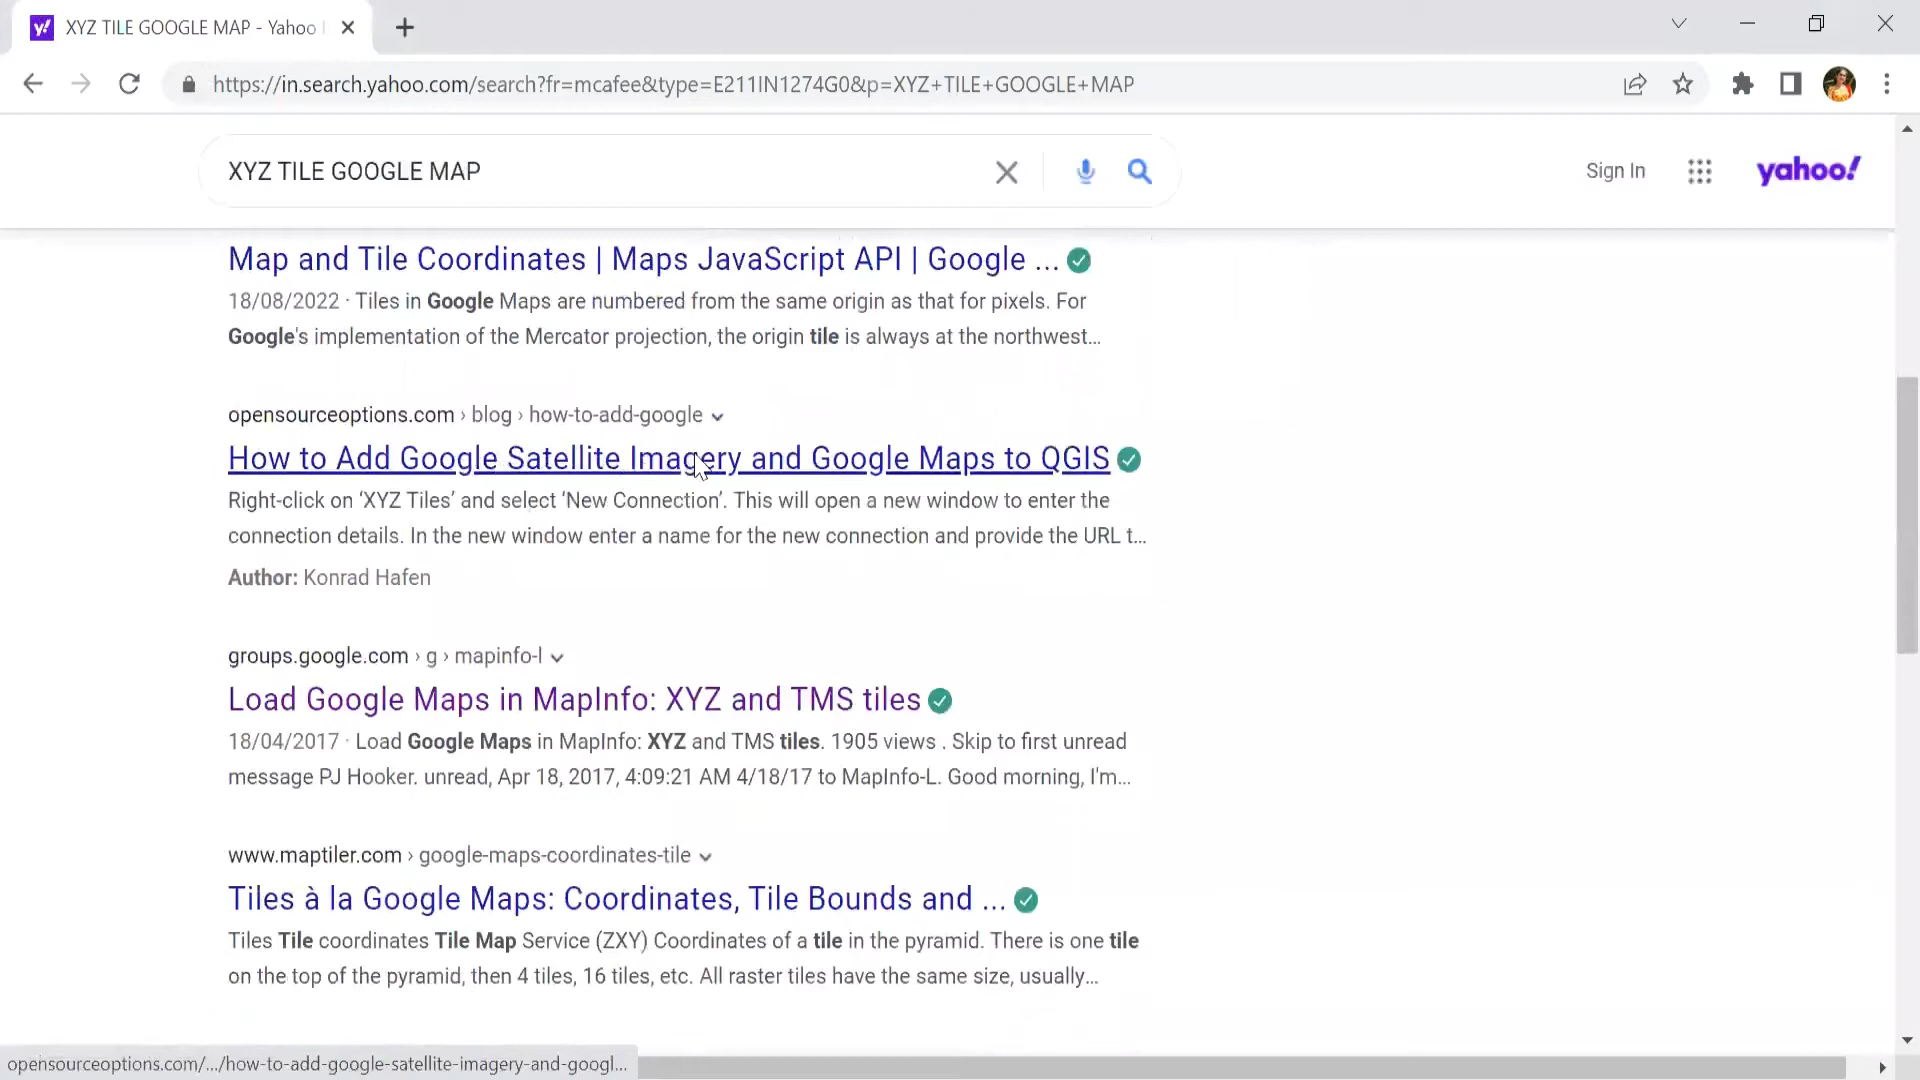 XYZ TILE GOOGLE MAP - Yahoo
https://in.search.yahoo.com/search?fr=mcafee&type=E211IN1274G0&p=XYZ+TILE+GOOGLE+MAP
XYZ TILE GOOGLE MAP
Sign In
yahoo!
Map and Tile Coordinates | Maps JavaScript API | Google ...
18/08/2022 · Tiles in Google Maps are numbered from the same origin as that for pixels. For
Google's implementation of the Mercator projection, the origin tile is always at the northwest...
opensourceoptions.com › blog › how-to-add-google
How to Add Google Satellite Imagery and Google Maps to QGIS
Right-click on ‘XYZ Tiles’ and select ‘New Connection’. This will open a new window to enter the
connection details. In the new window enter a name for the new connection and provide the URL t...
Author: Konrad Hafen
groups.google.com › g › mapinfo-l
Load Google Maps in MapInfo: XYZ and TMS tiles
18/04/2017 · Load Google Maps in MapInfo: XYZ and TMS tiles. 1905 views . Skip to first unread
message PJ Hooker. unread, Apr 18, 2017, 4:09:21 AM 4/18/17 to MapInfo-L. Good morning, I'm...
www.maptiler.com › google-maps-coordinates-tile
Tiles à la Google Maps: Coordinates, Tile Bounds and ...
Tiles Tile coordinates Tile Map Service (ZXY) Coordinates of a tile in the pyramid. There is one tile
on the top of the pyramid, then 4 tiles, 16 tiles, etc. All raster tiles have the same size, usually...
opensourceoptions.com/.../how-to-add-google-satellite-imagery-and-googl...